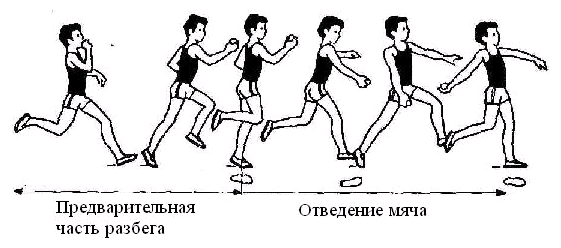 Предварительная
часть разбега
Отведение мяча